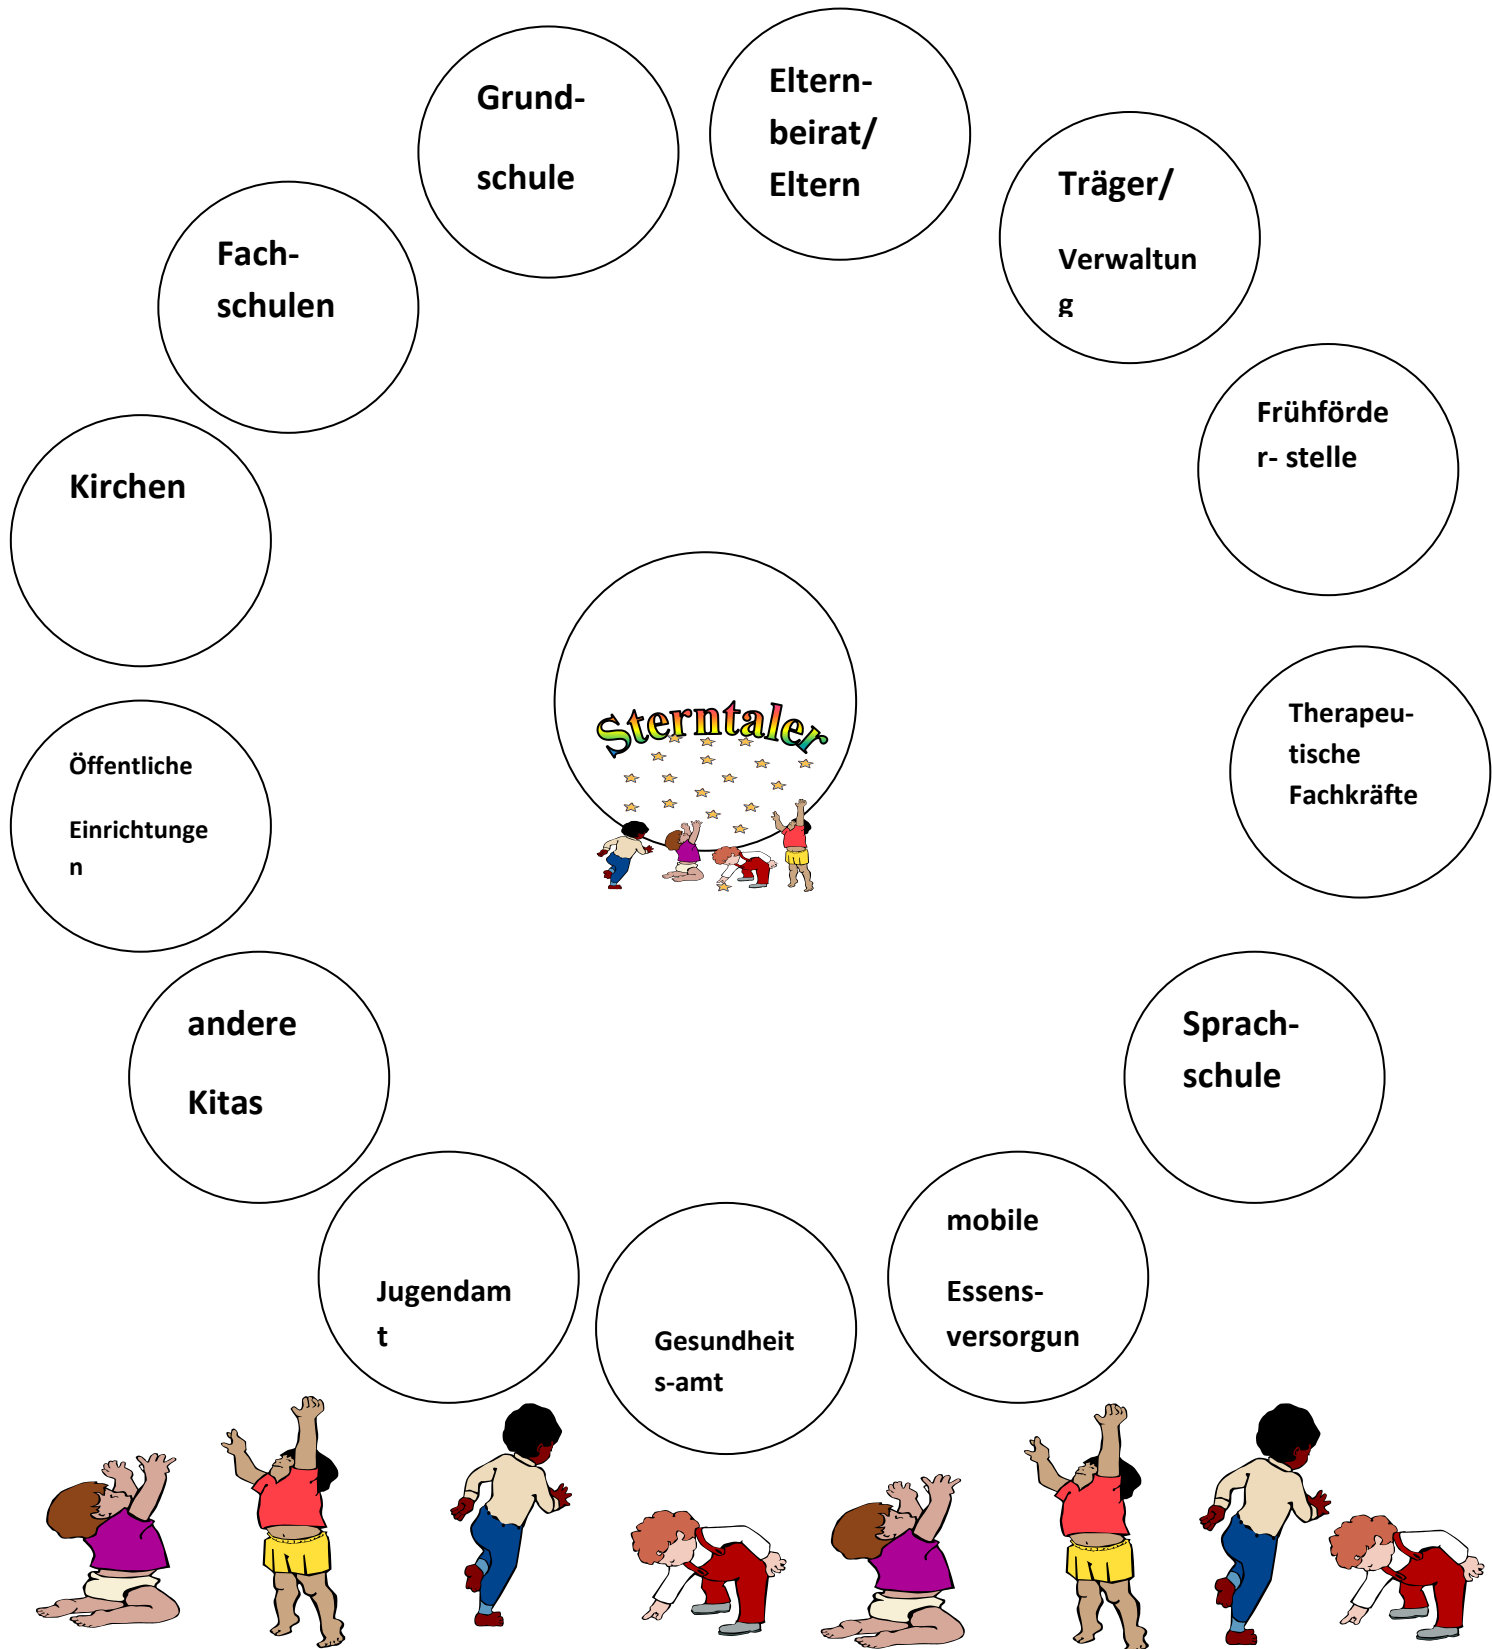 Grund-
schule
Eltern-
beirat/
Eltern
Träger/
Verwaltun
g
Fach-
schulen
Frühförde
r- stelle
Kirchen
Sterntaler
Therapeu-
tische
Fachkräfte
Öffentliche
Einrichtunge
n
andere
Kitas
Sprach-
schule
Jugendam
t
Gesundheit
s-amt
mobile
Essens-
versorgun